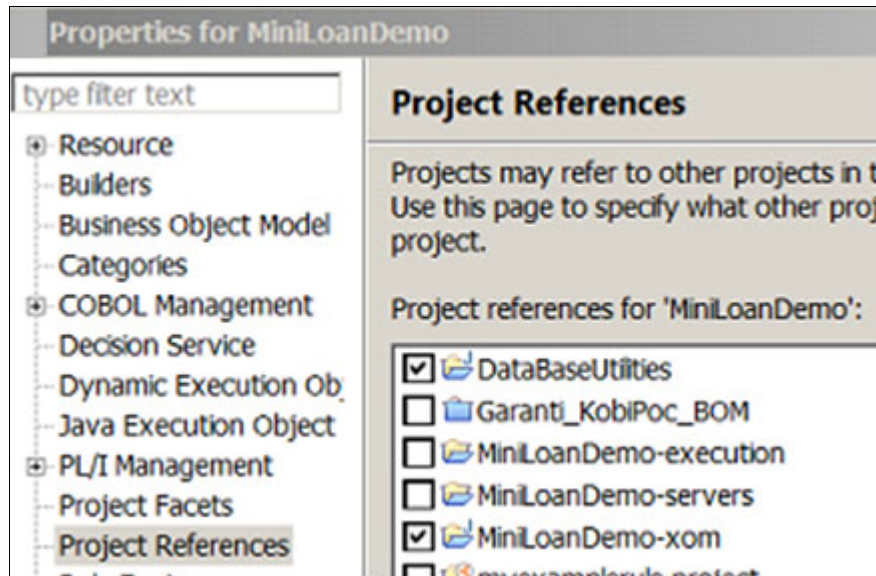 Properties for MiniLoanDemo
type filter text
Resource
Builders
Business Object Model
Categories
COBOL Management
Decision Service
Dynamic Execution Ob
Java Execution Object
PL/I Management
Project Facets
Project References
Project References
Projects may refer to other projects in t
Use this page to specify what other proj
project.
Project references for 'MiniLoanDemo':
DataBaseUtilities
Garanti_KobiPoc_BOM
MiniLoanDemo-execution
MiniLoanDemo-servers
MiniLoanDemo-xom